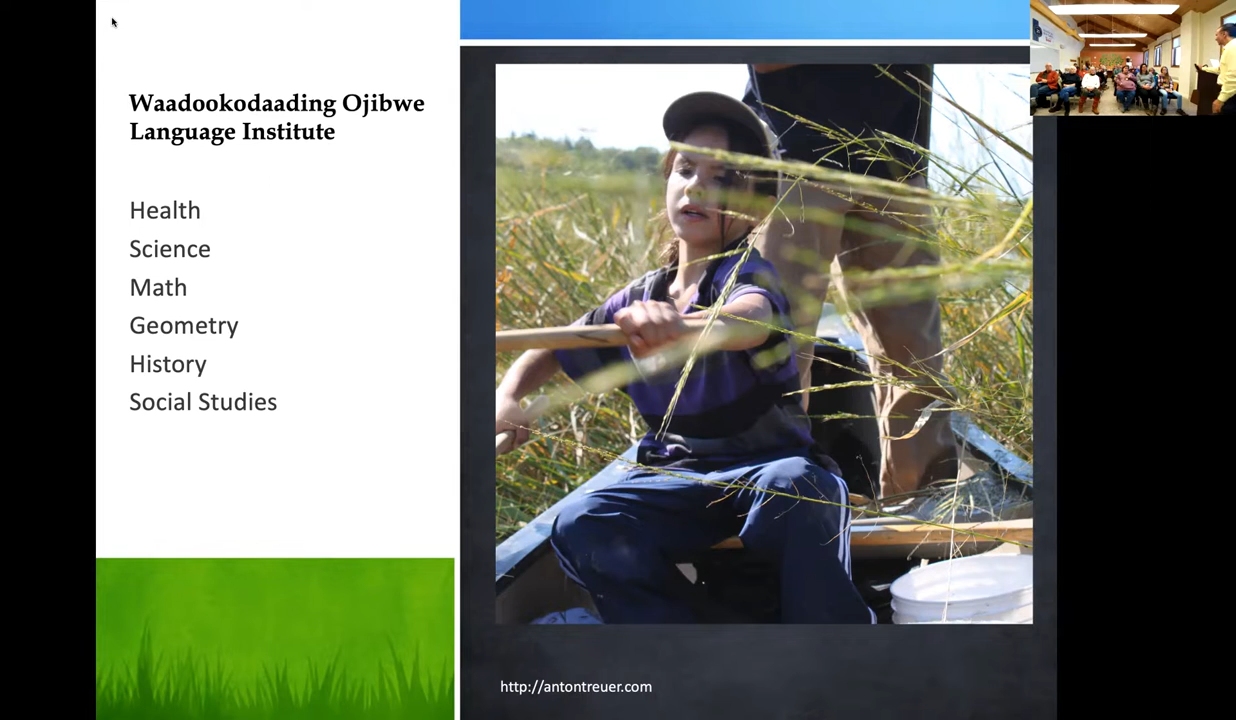 Waadookodaading Ojibwe
Language Institute
Health
Science
Math
Geometry
History
Social Studies
http://antontreuer.com